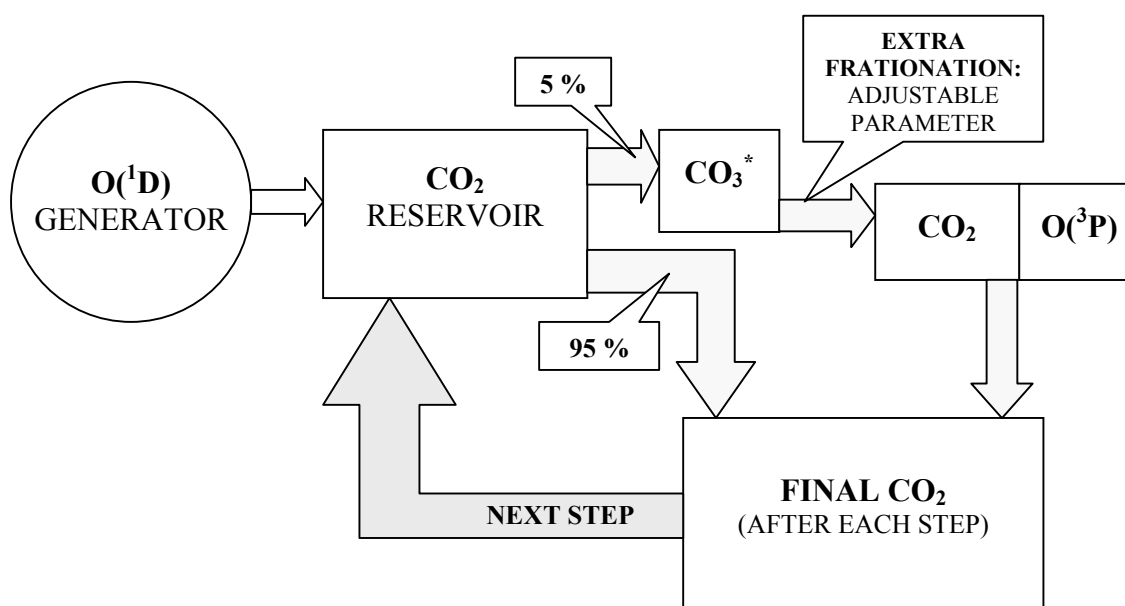 EXTRA
FRATIONATION:
ADJUSTABLE
PARAMETER
5 %
O(¹D)
GENERATOR
CO₂
RESERVOIR
CO₃*
CO₂
O(³P)
95 %
FINAL CO₂
(AFTER EACH STEP)
NEXT STEP